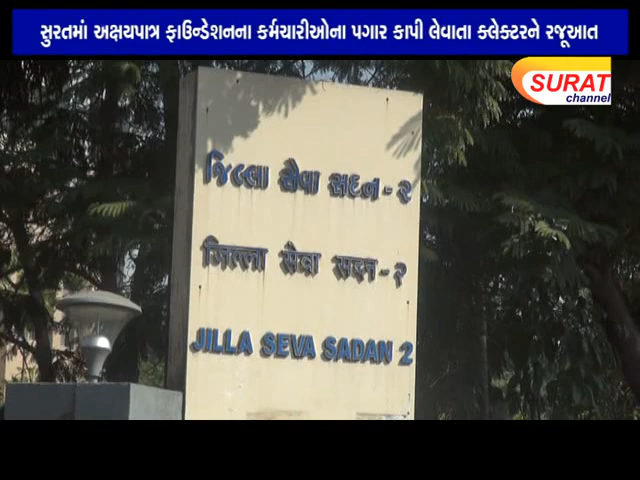 સુરતમાં અક્ષયપાત્ર ફાઉન્ડેશનના કર્મચારીઓના પગાર કાપી લેવાતા ક્લેક્ટરને રજૂઆત
SURAT
channel
જિલ્લા સેવા સદન - ૨
जिल्ला सेवा सदन - २
JILLA SEVA SADAN 2